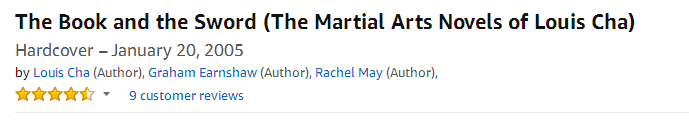 The Book and the Sword (The Martial Arts Novels of Louis Cha)
Hardcover – January 20, 2005
by Louis Cha (Author), Graham Earnshaw (Author), Rachel May (Author),
9 customer reviews